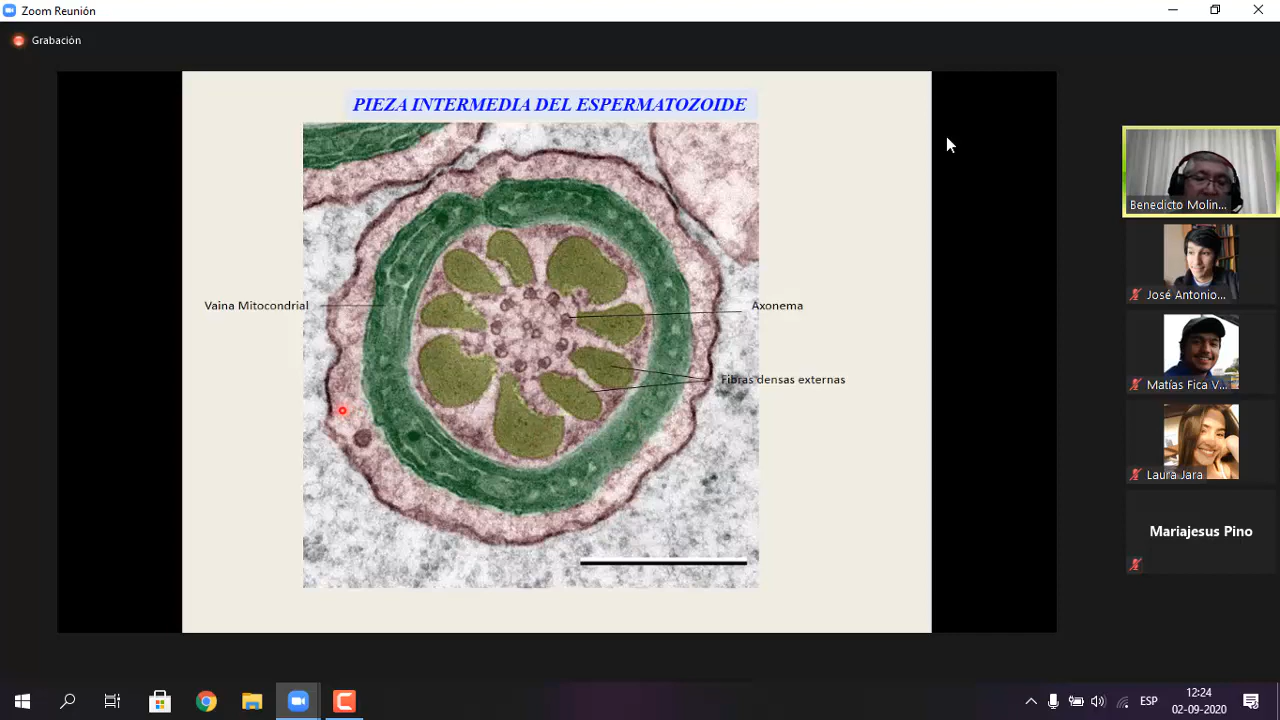 Zoom Reunión
Grabación
PIEZA INTERMEDIA DEL ESPERMATOZOIDE
Vaina Mitocondrial
Axonema
Fibras densas externas
Benedicto Molin...
José Antonio...
Matías Fica V...
Laura Jara
Mariajesus Pino
ESP
12:24
02-09-2020